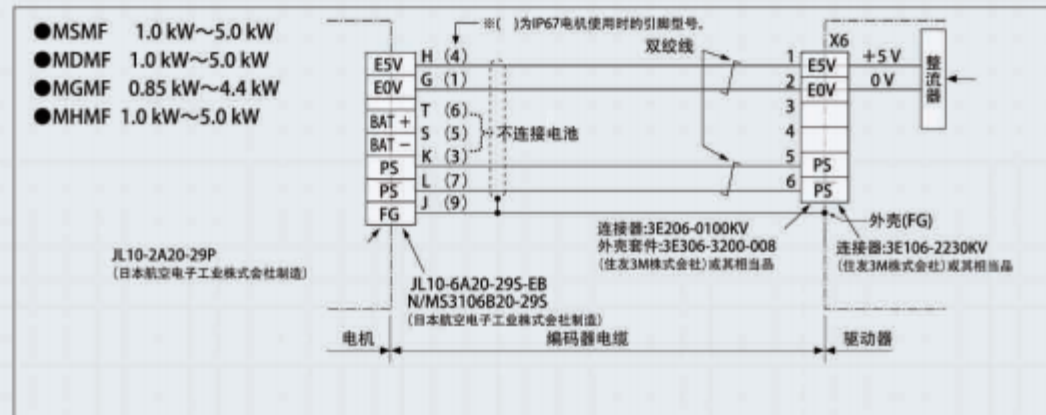 ●MSMF 1.0 kW～5.0 kW
●MDMF 1.0 kW～5.0 kW
●MGMF 0.85 kW～4.4 kW
●MHMF 1.0 kW～5.0 kW
※( )为IP67电机使用时的引脚型号。
双绞线
E5V H (4)
E0V G (1)
T (6)
BAT + S (5)
BAT − K (3)
PS L (7)
PS J (9)
FG
不连接电池
X6
1 E5V +5 V
2 E0V 0 V
3
4
5 PS
6 PS
整流器
外壳(FG)
连接器:3E206-0100KV
外壳套件:3E306-3200-008
(住友3M株式会社)或其相当品
连接器:3E106-2230KV
(住友3M株式会社)或其相当品
JL10-2A20-29P
(日本航空电子工业株式会社制造)
JL10-6A20-29S-EB
N/MS3106B20-29S
(日本航空电子工业株式会社制造)
电机
编码器电缆
驱动器